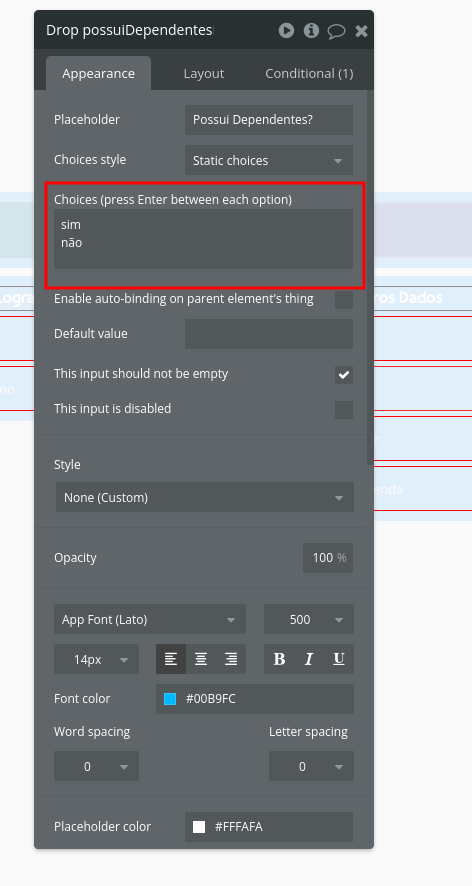 Drop possuiDependentes
Appearance
Layout
Conditional (1)
Placeholder
Possui Dependentes?
Choices style
Static choices
Choices (press Enter between each option)
sim
não
Enable auto-binding on parent element's thing
ros Dados
Default value
This input should not be empty
This input is disabled
Style
enda
None (Custom)
Opacity
100 %
App Font (Lato)
500
14px
B I U
Font color
#00B9FC
Word spacing
Letter spacing
0
0
Placeholder color
#FFFAFA